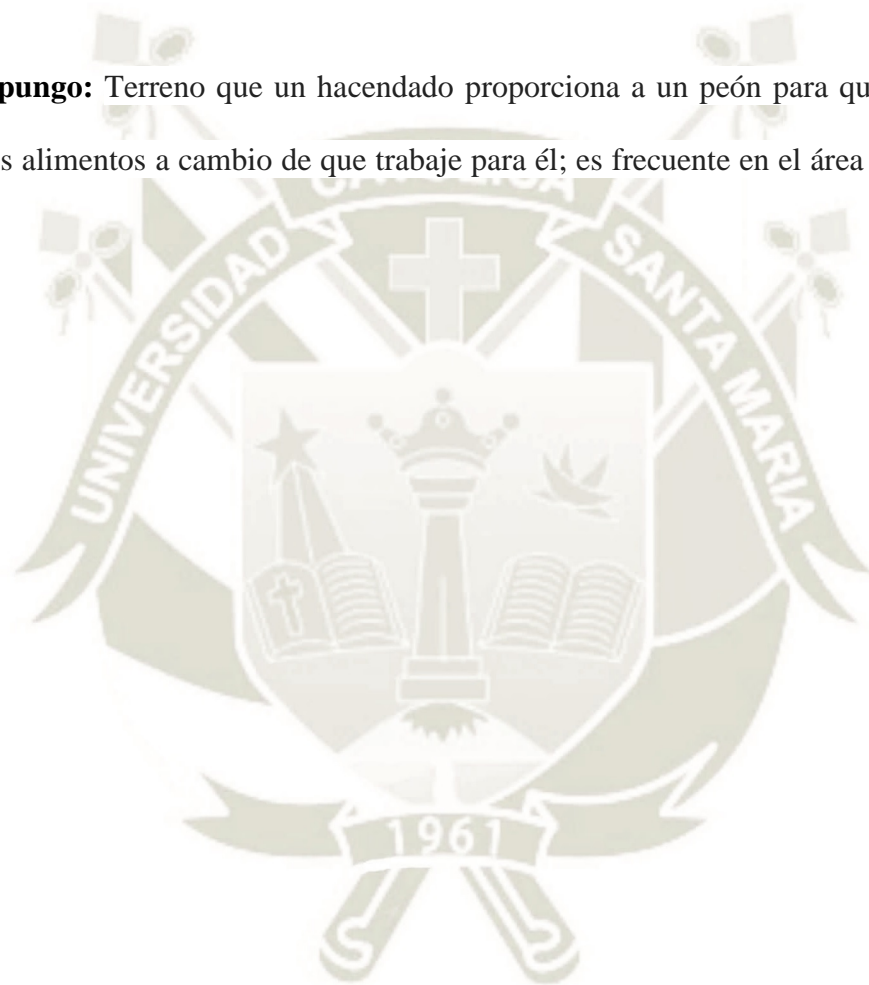 pungo: Terreno que un hacendado proporciona a un peón para qu
s alimentos a cambio de que trabaje para él; es frecuente en el área
UNIVERSIDAD
CATOLICA
SANTA MARIA
1961